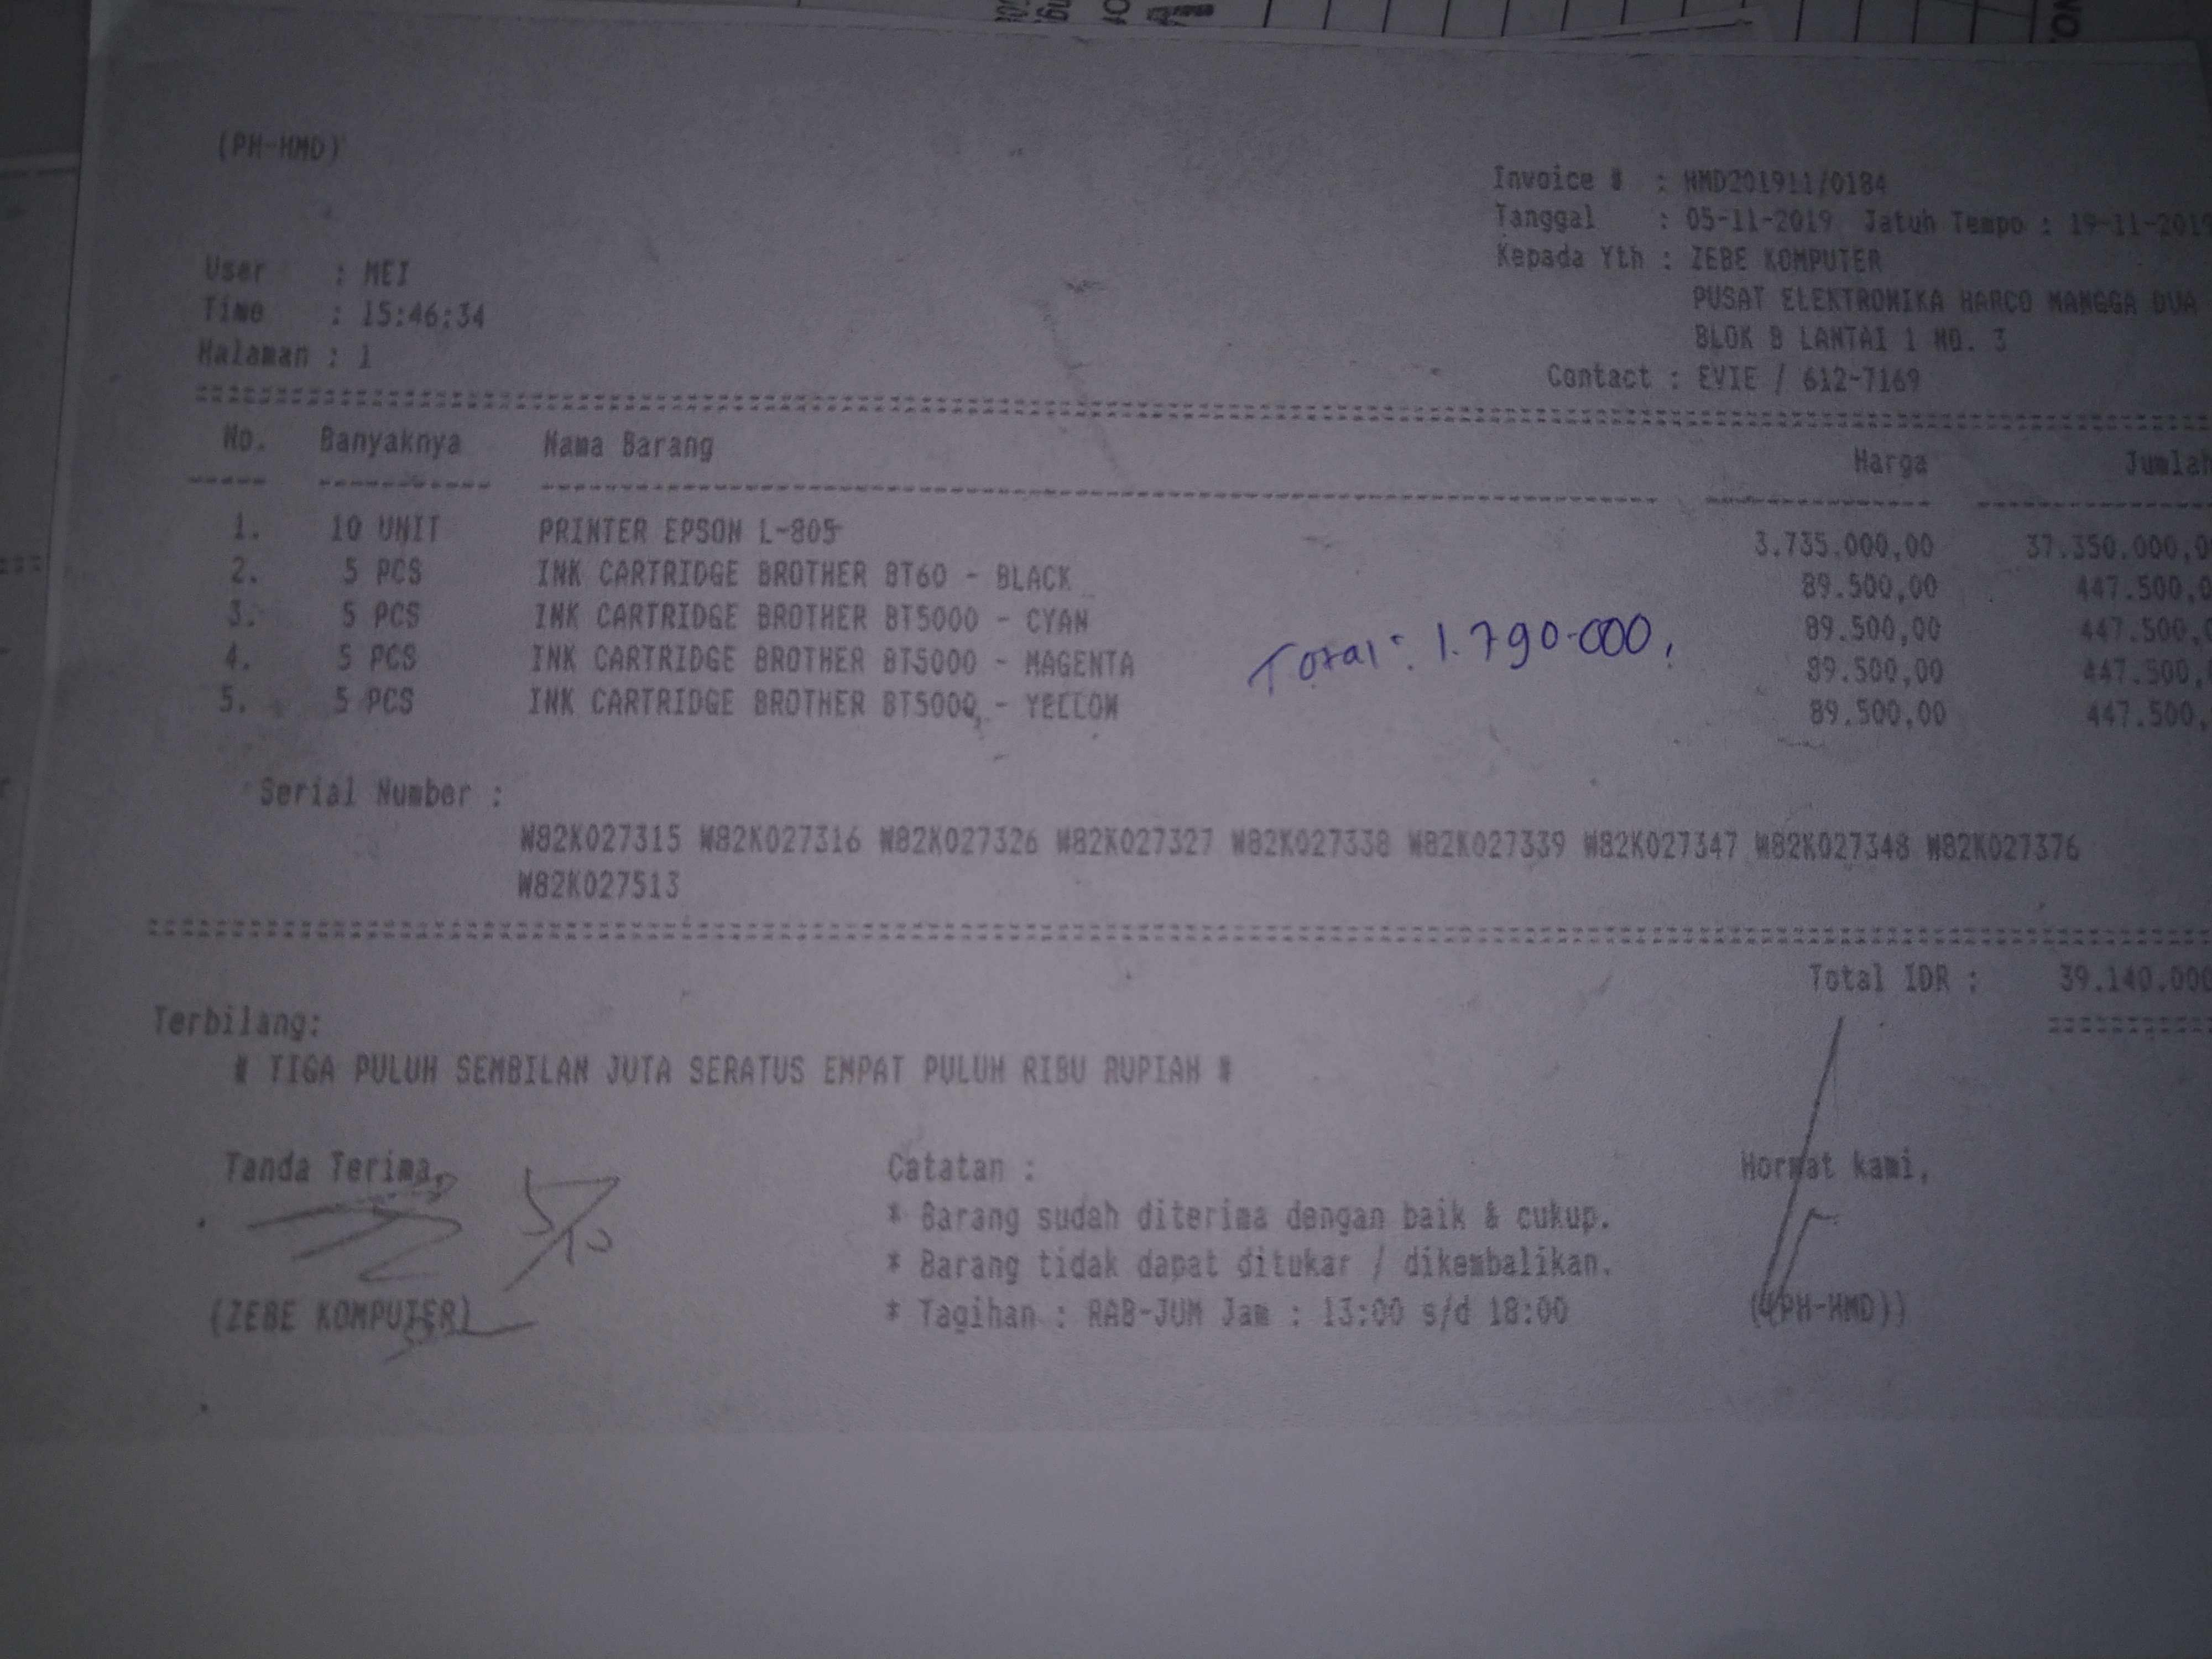 (PH-HMD)
Invoice # : HMD201911/0184
Tanggal : 05-11-2019 Jatuh Tempo : 19-11-2019
Kepada Yth : ZEBE KOMPUTER
PUSAT ELEKTRONIKA HARCO MANGGA DUA
BLOK B LANTAI 1 NO. 3
Contact : EVIE / 612-7169
User : MEI
Time : 15:46:34
Halaman : 1
No. Banyaknya Nama Barang Harga Jumlah
1. 10 UNIT PRINTER EPSON L-805 3.735.000,00 37.350.000,0
2. 5 PCS INK CARTRIDGE BROTHER BT60 - BLACK 89.500,00 447.500,0
3. 5 PCS INK CARTRIDGE BROTHER BT5000 - CYAN 89.500,00 447.500,0
4. 5 PCS INK CARTRIDGE BROTHER BT5000 - MAGENTA 89.500,00 447.500,
5. 5 PCS INK CARTRIDGE BROTHER BT5000 - YELLOW 89.500,00 447.500,
Total : 1.790.000,
Serial Number :
W82K027315 W82K027316 W82K027326 W82K027327 W82K027338 W82K027339 W82K027347 W82K027348 W82K027376
W82K027513
Total IDR : 39.140.000
Terbilang:
# TIGA PULUH SEMBILAN JUTA SERATUS EMPAT PULUH RIBU RUPIAH #
Tanda Terima,
(ZEBE KOMPUTER)
Catatan :
* Barang sudah diterima dengan baik & cukup.
* Barang tidak dapat ditukar / dikembalikan.
* Tagihan : RAB-JUM Jam : 13:00 s/d 18:00
Hormat kami,
((PH-HMD))